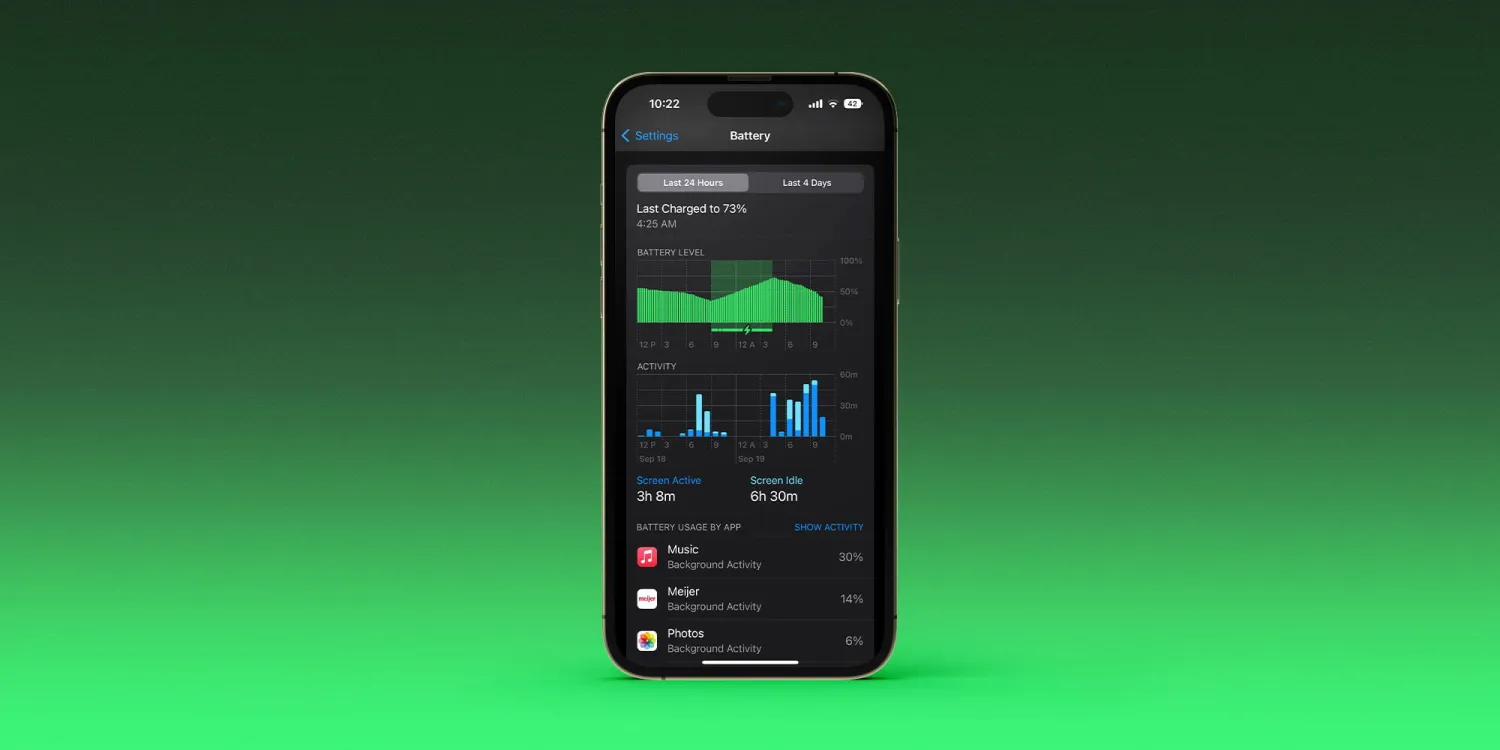 10:22 42
Settings Battery
Last 24 Hours Last 4 Days
Last Charged to 73%
4:25 AM
BATTERY LEVEL
100%
50%
0%
12 P 3 6 9 12 A 3 6 9
ACTIVITY
60m
30m
0m
12 P 3 6 9 12 A 3 6 9
Sep 18 Sep 19
Screen Active Screen Idle
3h 8m 6h 30m
BATTERY USAGE BY APP SHOW ACTIVITY
Music
Background Activity 30%
meijer
Meijer
Background Activity 14%
Photos
Background Activity 6%